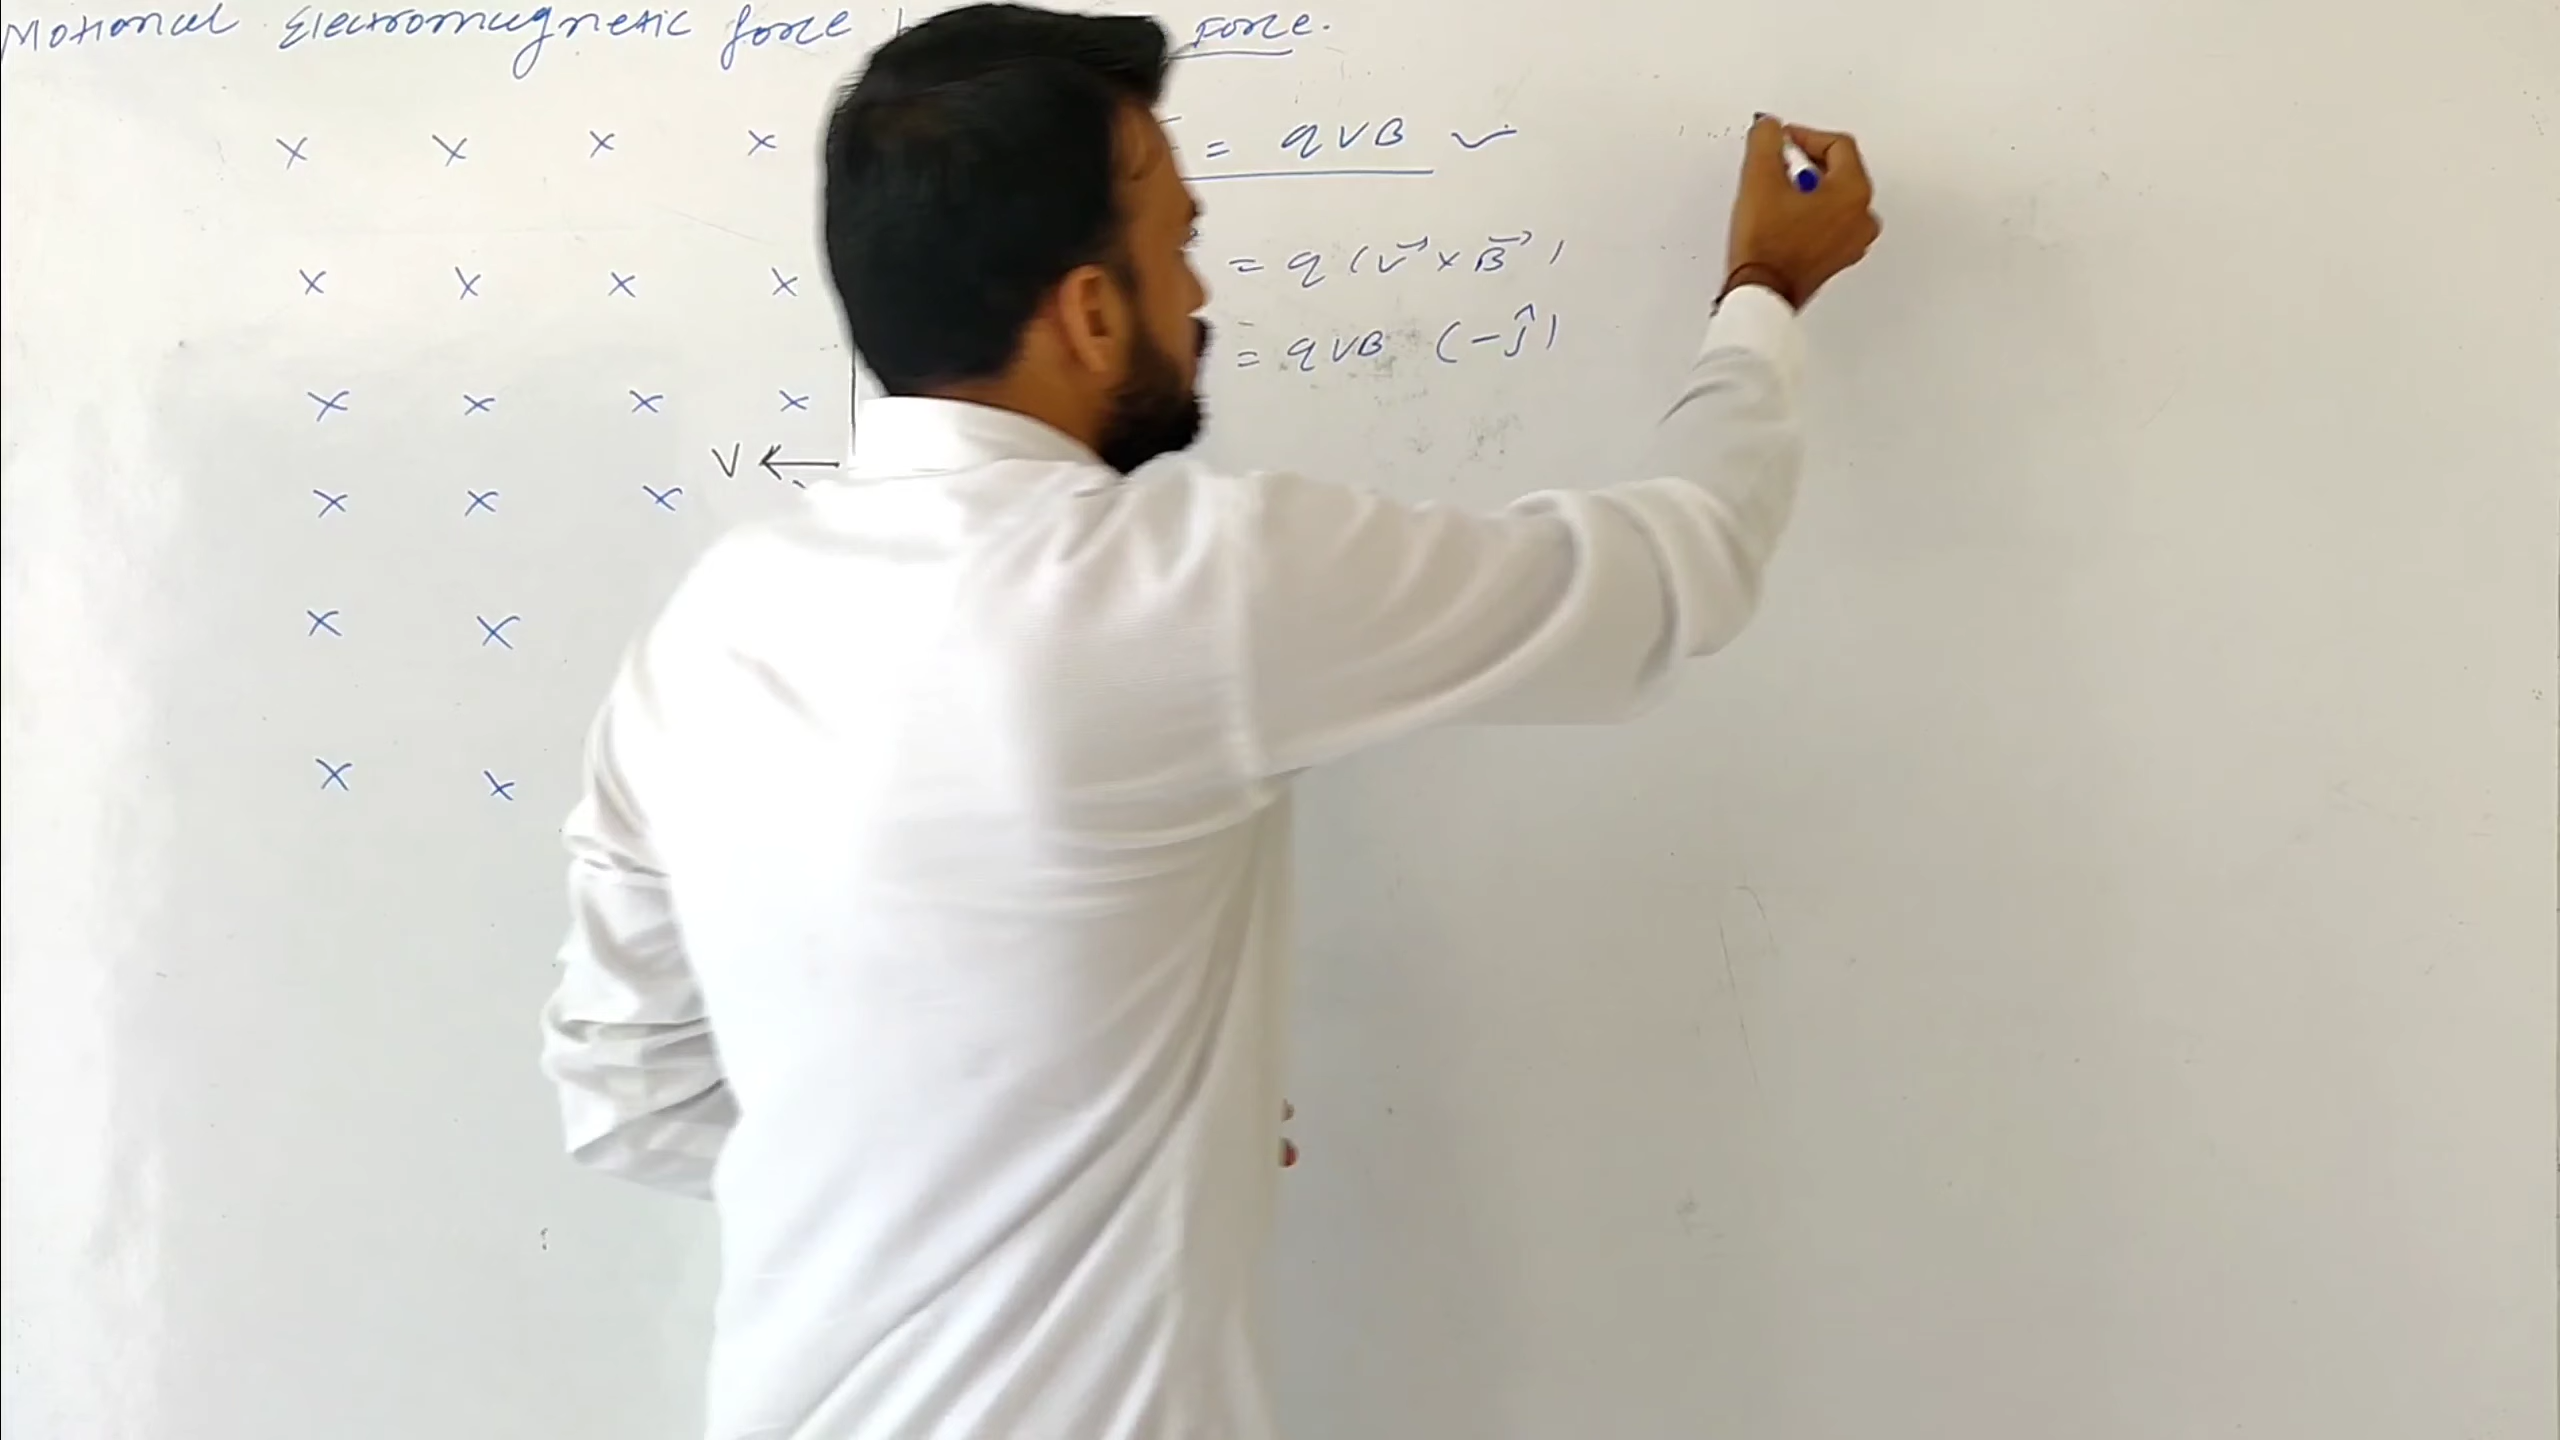 Motional Electromagnetic force Force.
× × × × = qVB
× × × × = q (V⃗ × B⃗)
× × × × = qVB (-ĵ)
V ←
× × ×
× ×
× ×